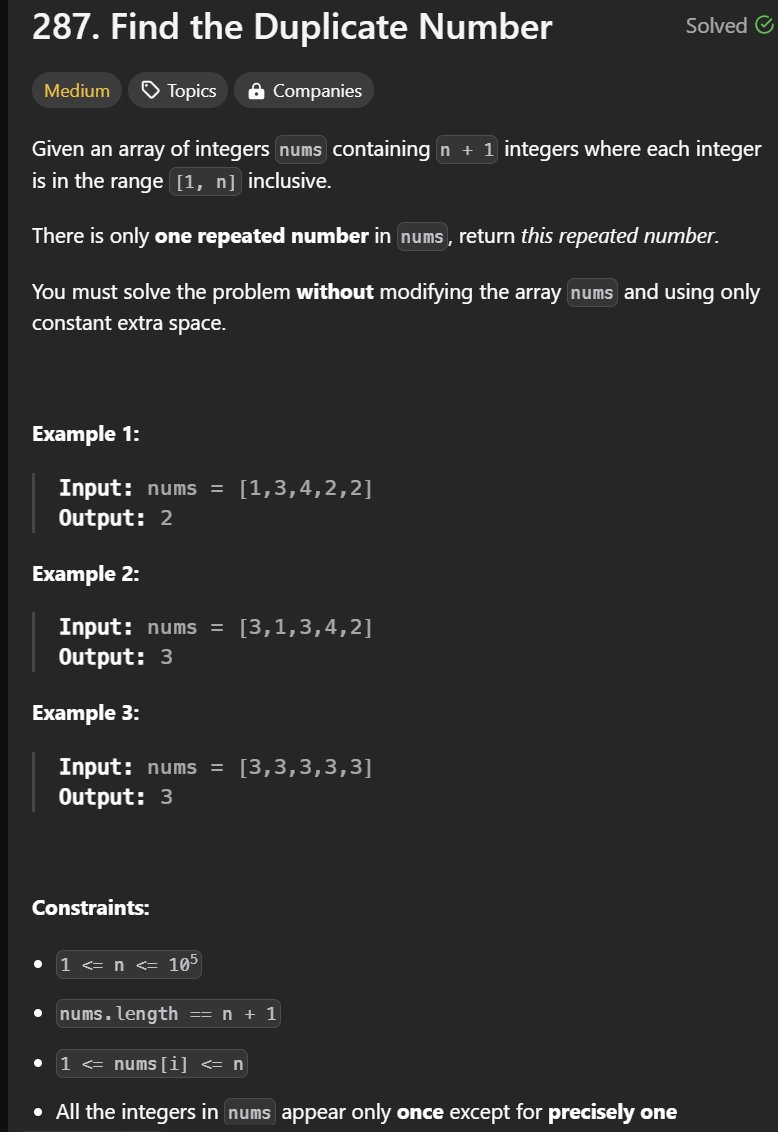 287. Find the Duplicate Number
Solved
Medium
Topics
Companies
Given an array of integers nums containing n + 1 integers where each integer
is in the range [1, n] inclusive.
There is only one repeated number in nums, return this repeated number.
You must solve the problem without modifying the array nums and using only
constant extra space.
Example 1:
Input: nums = [1,3,4,2,2]
Output: 2
Example 2:
Input: nums = [3,1,3,4,2]
Output: 3
Example 3:
Input: nums = [3,3,3,3,3]
Output: 3
Constraints:
• 1 <= n <= 10⁵
• nums.length == n + 1
• 1 <= nums[i] <= n
• All the integers in nums appear only once except for precisely one